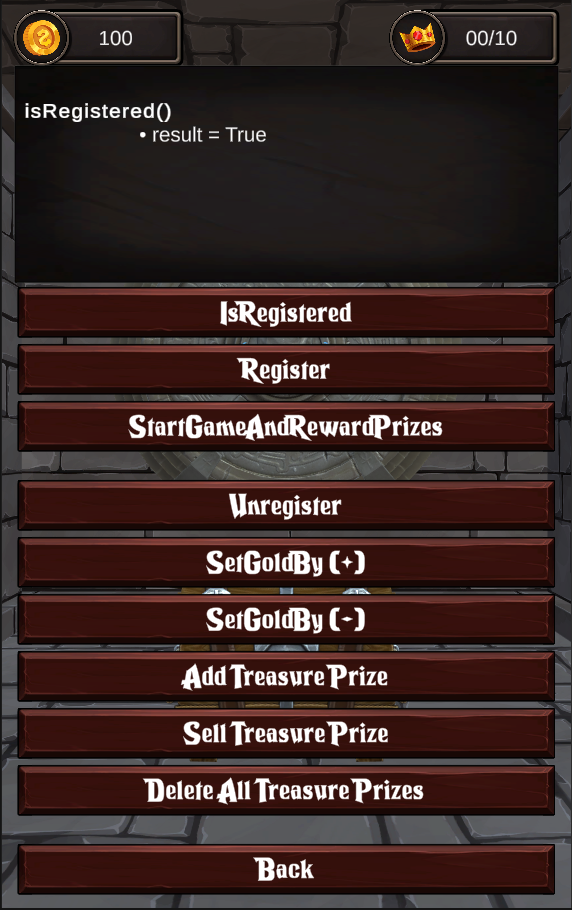 100
00/10
isRegistered()
• result = True
IsRegistered
Register
StartGameAndRewardPrizes
Unregister
SetGoldBy (+)
SetGoldBy (-)
Add Treasure Prize
Sell Treasure Prize
Delete All Treasure Prizes
Back